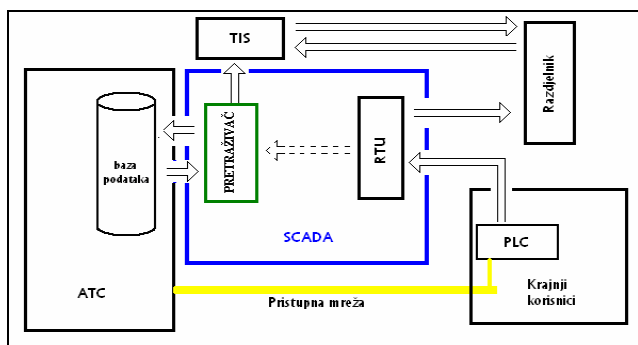 TIS
Razdjelnik
baza
podataka
PRETRAŽIVAČ
RTU
SCADA
PLC
ATC
Krajnji
korisnici
Pristupna mreža